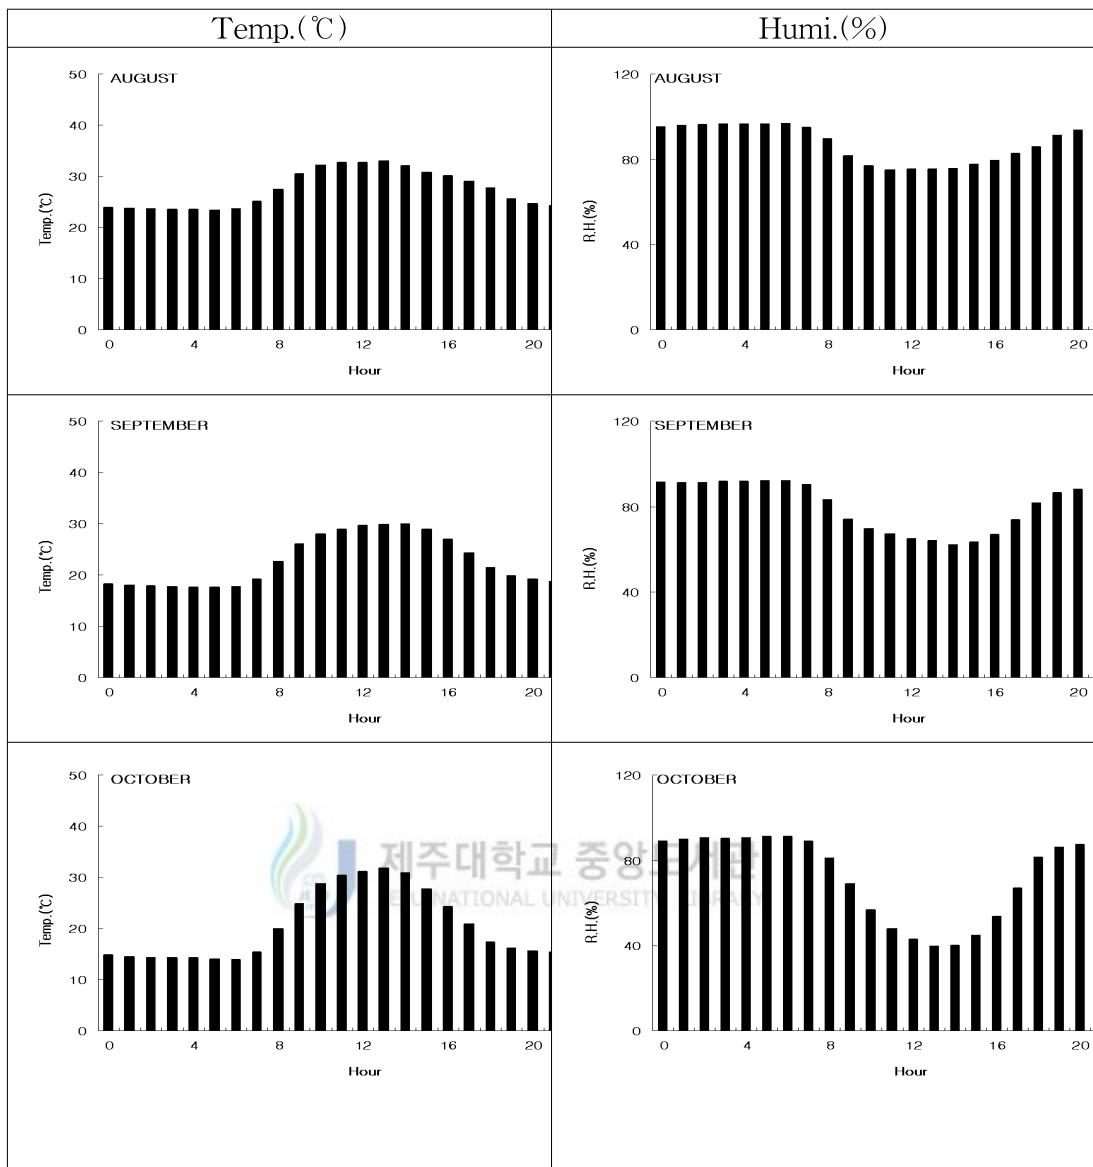 Temp.(℃)
Humi.(%)
AUGUST
50
40
30
20
10
0
Temp.(℃)
0 4 8 12 16 20
Hour
AUGUST
120
80
40
0
R.H.(%)
0 4 8 12 16 20
Hour
SEPTEMBER
50
40
30
20
10
0
Temp.(℃)
0 4 8 12 16 20
Hour
SEPTEMBER
120
80
40
0
R.H.(%)
0 4 8 12 16 20
Hour
OCTOBER
50
40
30
20
10
0
Temp.(℃)
0 4 8 12 16 20
Hour
OCTOBER
120
80
40
0
R.H.(%)
0 4 8 12 16 20
Hour
제주대학교 중앙도서관
NATIONAL UNIVERSITY LIBRARY